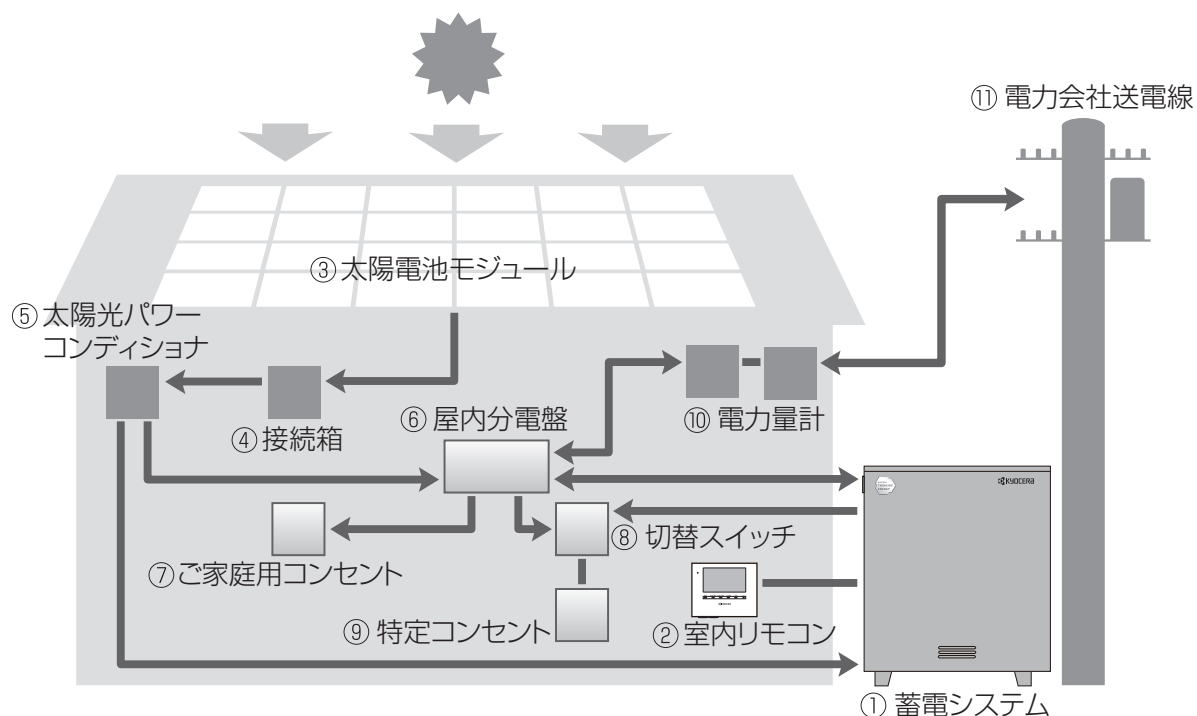 ⑪ 電力会社送電線
③ 太陽電池モジュール
⑤ 太陽光パワー
コンディショナ
④ 接続箱
⑥ 屋内分電盤
⑩ 電力量計
KYOCERA
⑧ 切替スイッチ
⑦ ご家庭用コンセント
⑨ 特定コンセント
② 室内リモコン
① 蓄電システム